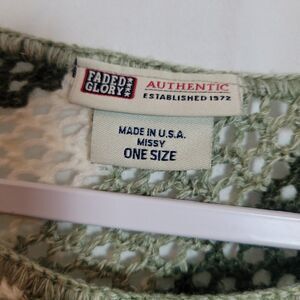 FADED
GLORY
AUTHENTIC
ESTABLISHED 1972
MADE IN U.S.A.
MISSY
ONE SIZE